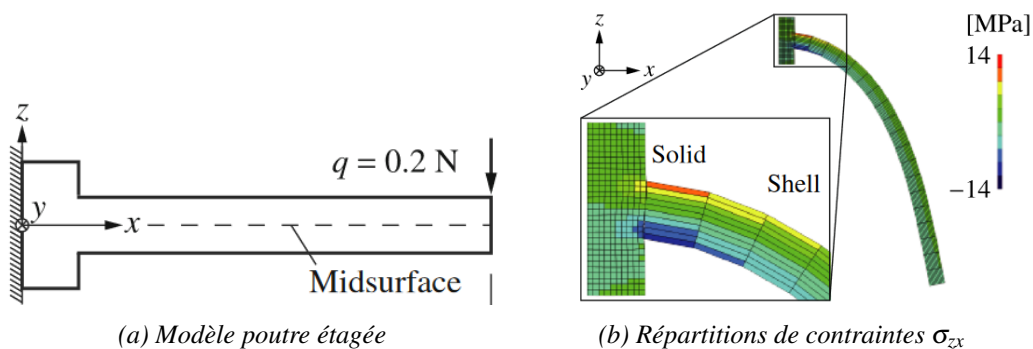 z
q = 0.2 N
y
x
Midsurface
(a) Modèle poutre étagée
z
y
x
[MPa]
14
−14
Solid
Shell
(b) Répartitions de contraintes σzx